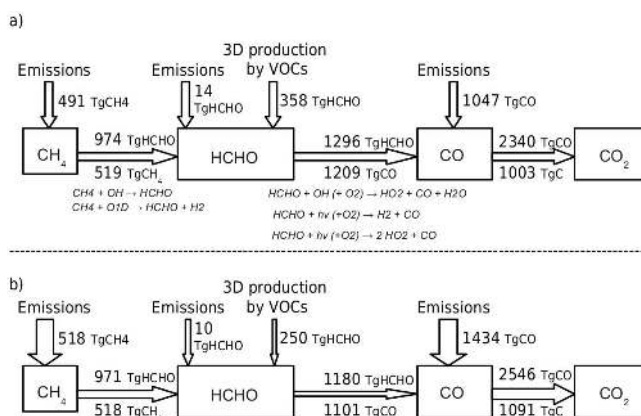 a)
3D production
Emissions Emissions by VOCs Emissions
491 TgCH4 14 TgHCHO 358 TgHCHO 1047 TgCO
974 TgHCHO 1296 TgHCHO 2340 TgCO
CH4 HCHO CO CO2
519 TgCH4 1209 TgCO 1003 TgC
CH4 + OH → HCHO HCHO + OH (+ O2) → HO2 + CO + H2O
CH4 + O1D → HCHO + H2
HCHO + hν (+O2) → H2 + CO
HCHO + hν (+O2) → 2 HO2 + CO
b)
3D production
Emissions Emissions by VOCs Emissions
518 TgCH4 10 TgHCHO 250 TgHCHO 1434 TgCO
971 TgHCHO 1180 TgHCHO 2546 TgCO
CH4 HCHO CO CO2
518 TgCH 1101 TgCO 1091 TgC